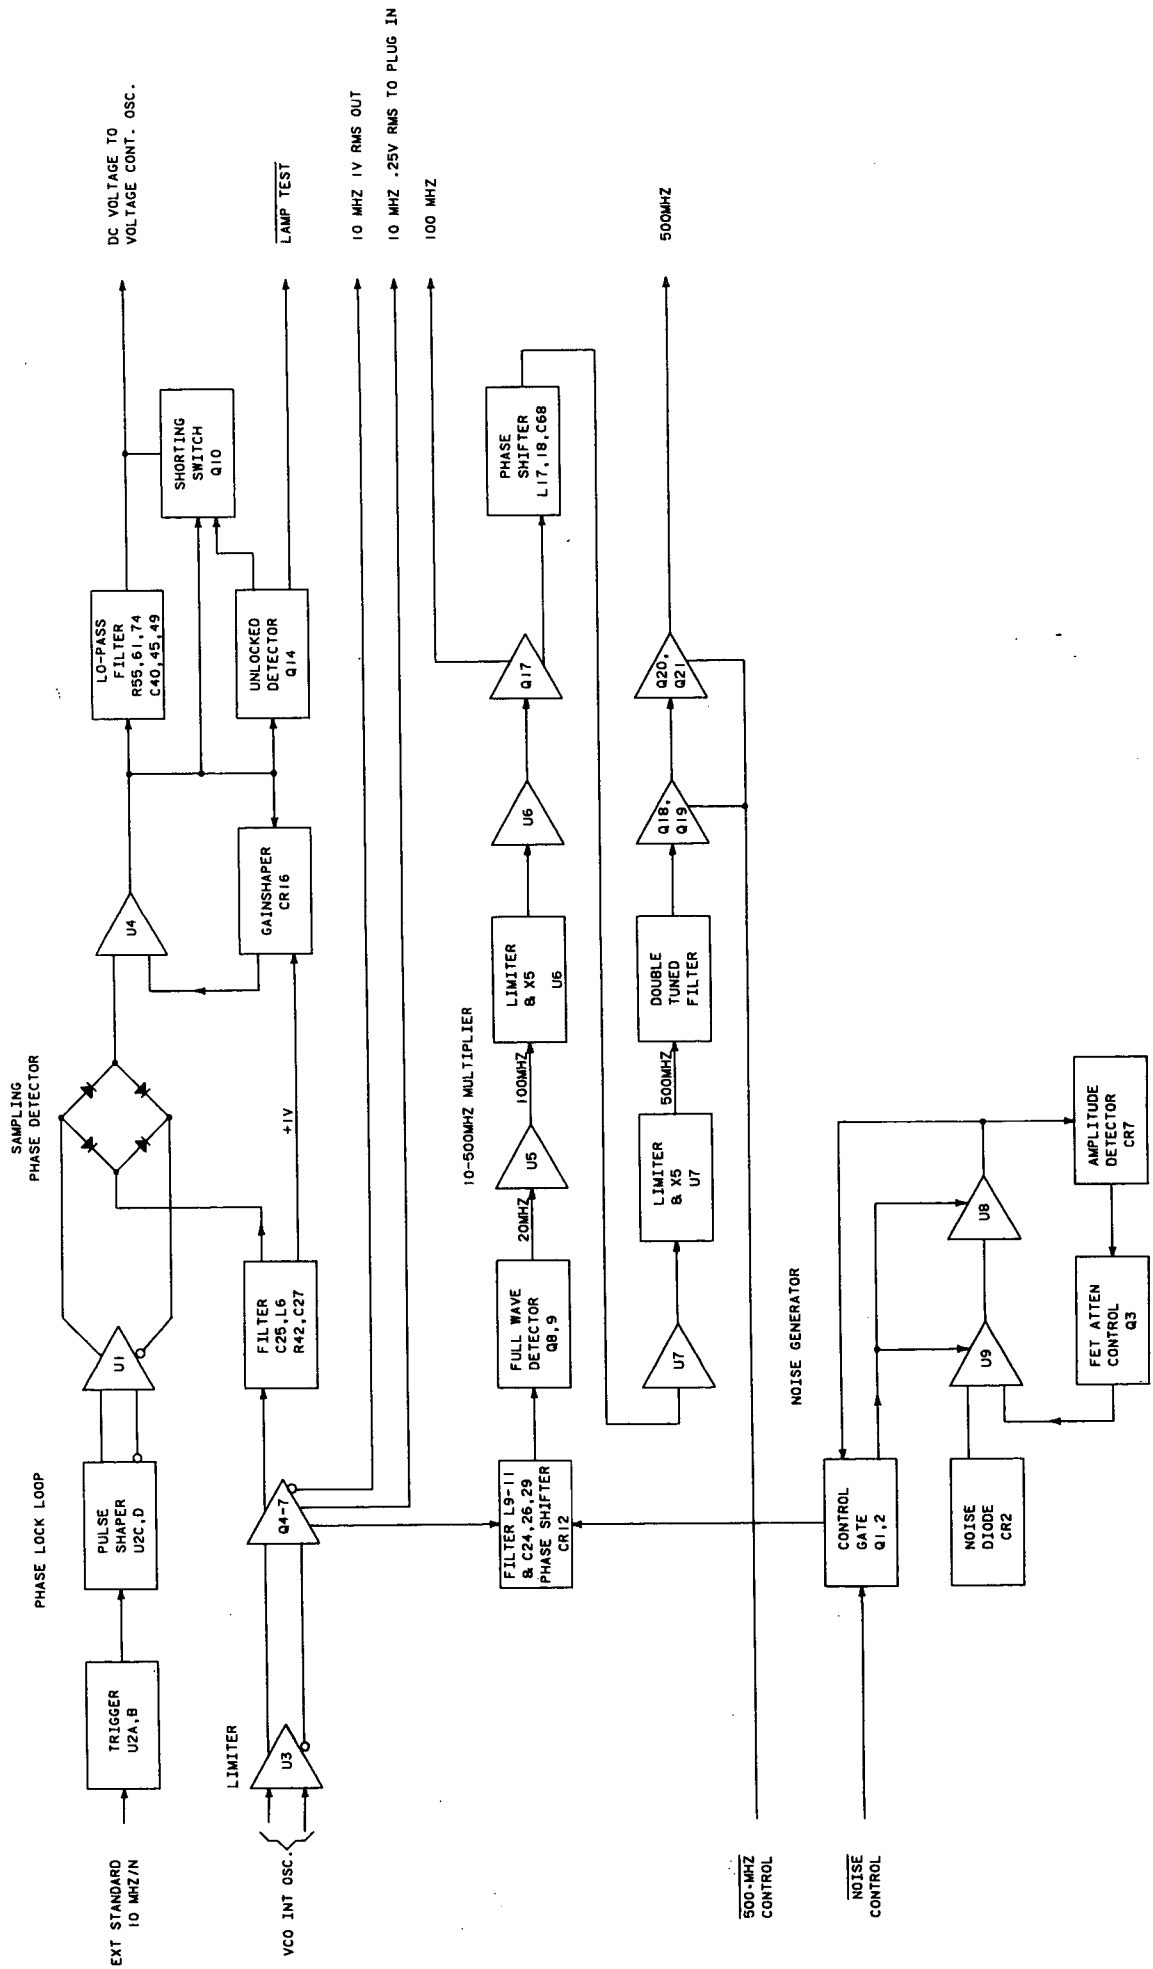 EXT STANDARD
10 MHZ/N
TRIGGER
U2A,B
PHASE LOCK LOOP
PULSE
SHAPER
U2C,D
U1
SAMPLING
PHASE DETECTOR
U4
LO-PASS
FILTER
R55,61,74
C40,45,49
DC VOLTAGE TO
VOLTAGE CONT. OSC.
SHORTING
SWITCH
Q10
VCO INT OSC.
LIMITER
U3
Q4-7
FILTER
C25,L6
R42,C27
+1V
GAINSHAPER
CR16
UNLOCKED
DETECTOR
Q14
LAMP TEST
10 MHZ 1V RMS OUT
10 MHZ .25V RMS TO PLUG IN
100 MHZ
10-500MHZ MULTIPLIER
FILTER L9-11
& C24,26,29
PHASE SHIFTER
CR12
FULL WAVE
DETECTOR
Q8,9
20MHZ
U5
100MHZ
LIMITER
& X5
U6
U6
Q17
PHASE
SHIFTER
L17,18,C68
U7
LIMITER
& X5
U7
500MHZ
DOUBLE
TUNED
FILTER
Q18,
Q19
Q20,
Q21
500MHZ
500-MHZ
CONTROL
NOISE
CONTROL
NOISE GENERATOR
CONTROL
GATE
Q1,2
NOISE
DIODE
CR2
U9
U8
FET ATTEN
CONTROL
Q3
AMPLITUDE
DETECTOR
CR7